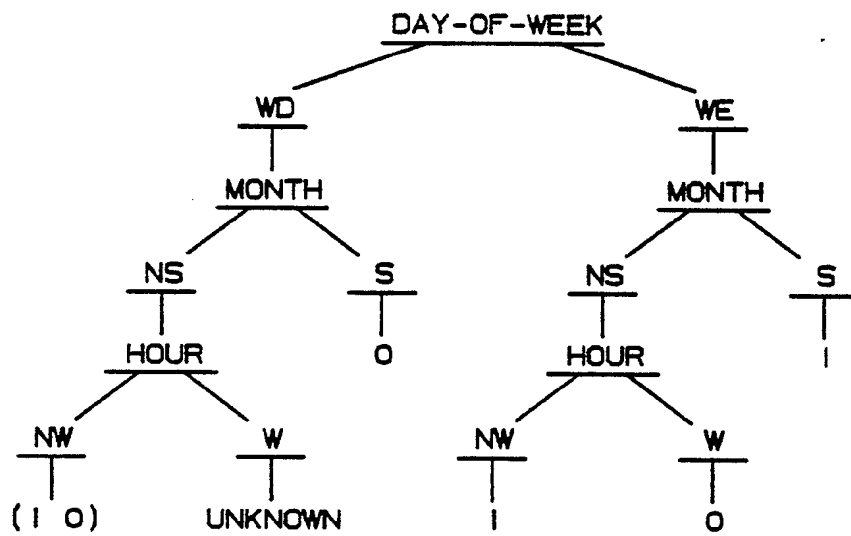 DAY-OF-WEEK
WD WE
MONTH MONTH
NS S NS S
0 1
HOUR HOUR
NW W NW W
(1 0) UNKNOWN 1 0